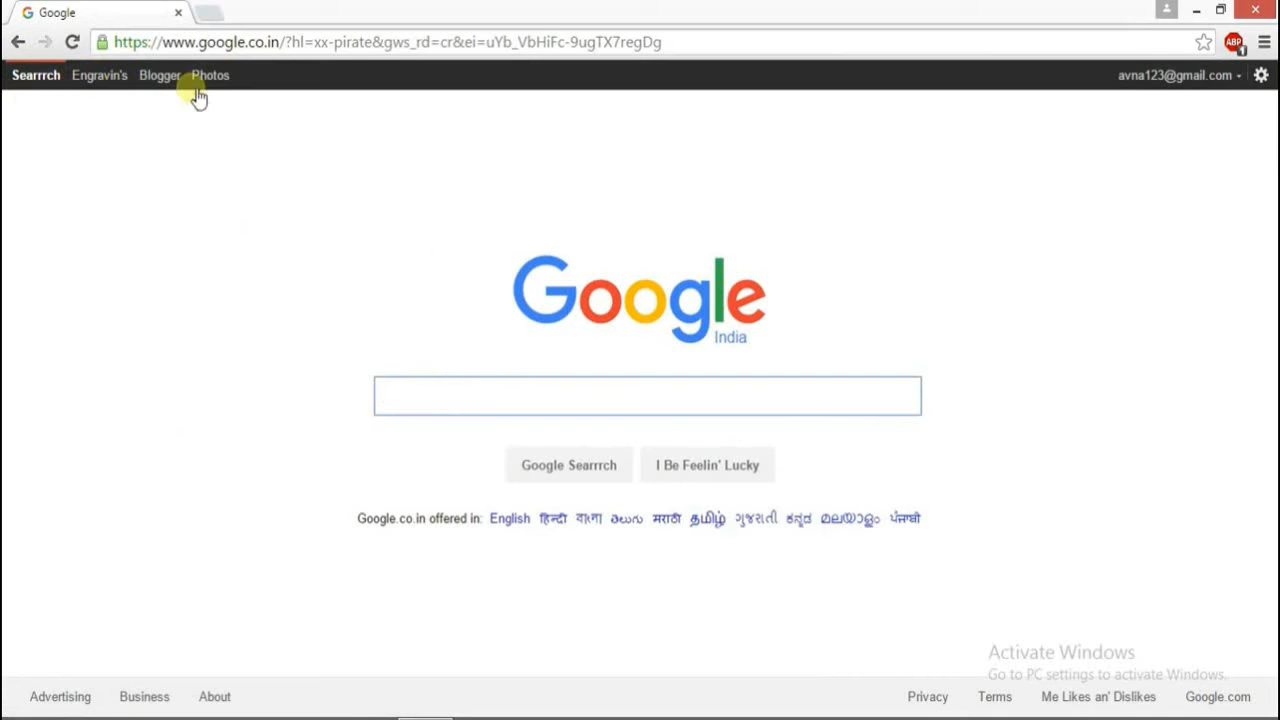 Google
https://www.google.co.in/?hl=xx-pirate&gws_rd=cr&ei=uYb_VbHiFc-9ugTX7regDg
ABP 1
Searrrch Engravin's Blogger Photos avna123@gmail.com
Google
India
Google Searrrch I Be Feelin' Lucky
Google.co.in offered in: English हिन्दी বাংলা తెలుగు मराठी தமிழ் ગુજરાતી ಕನ್ನಡ മലയാളം ਪੰਜਾਬੀ
Activate Windows
Go to PC settings to activate Windows.
Advertising Business About Privacy Terms Me Likes an' Dislikes Google.com